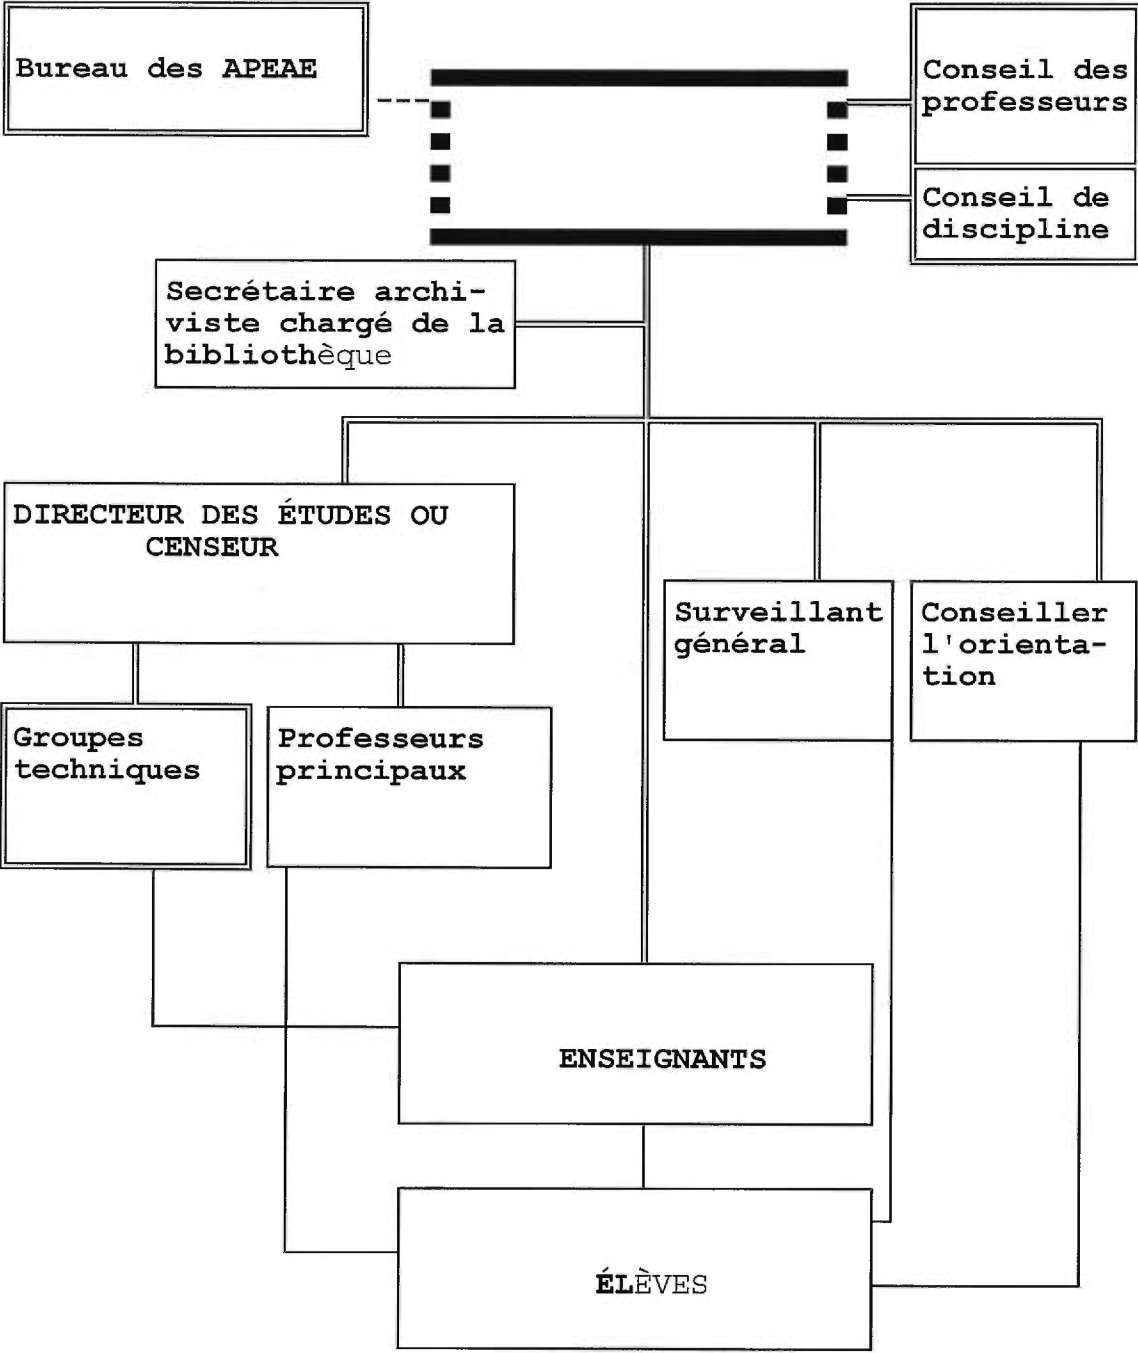 Bureau des APEAE
Conseil des
professeurs
Conseil de
discipline
Secrétaire archi-
viste chargé de la
bibliothèque
DIRECTEUR DES ÉTUDES OU
CENSEUR
Surveillant
général
Conseiller
l'orienta-
tion
Groupes
techniques
Professeurs
principaux
ENSEIGNANTS
ÉLÈVES